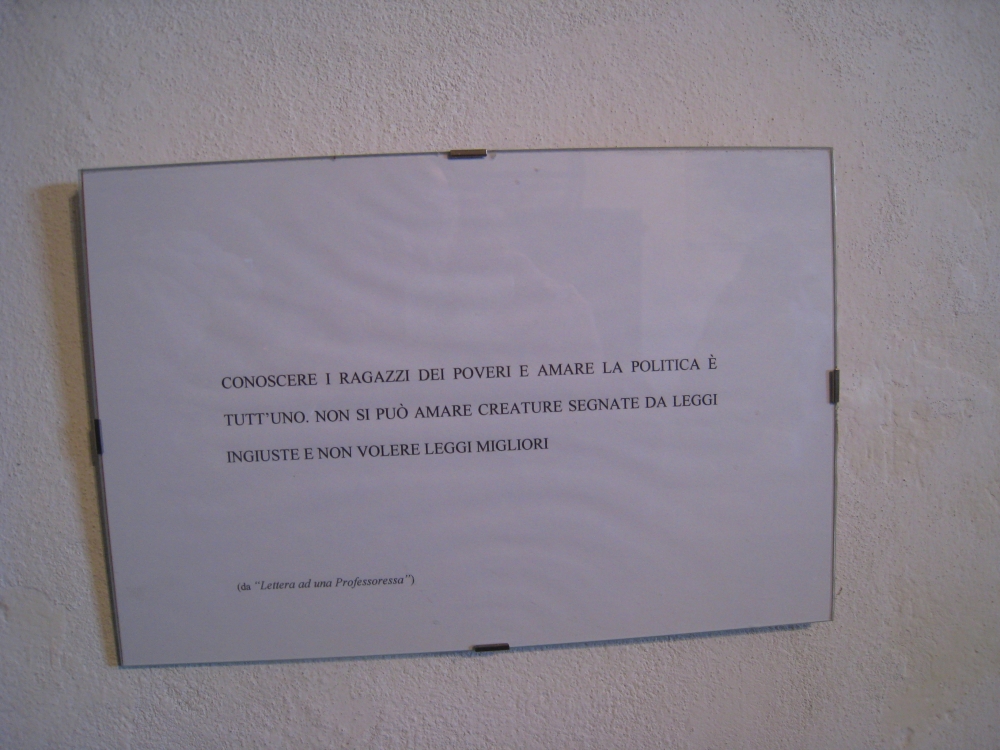 CONOSCERE I RAGAZZI DEI POVERI E AMARE LA POLITICA È
TUTT'UNO. NON SI PUÒ AMARE CREATURE SEGNATE DA LEGGI
INGIUSTE E NON VOLERE LEGGI MIGLIORI
(da "Lettera ad una Professoressa")